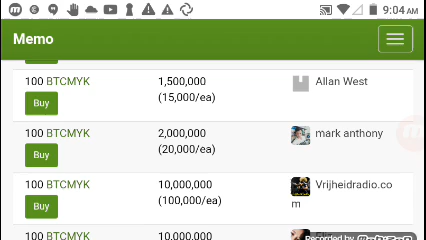 9:04 AM
Memo
100 BTCMYK 1,500,000 Allan West
Buy (15,000/ea)
100 BTCMYK 2,000,000 mark anthony
Buy (20,000/ea)
100 BTCMYK 10,000,000 Vrijheidradio.co
Buy (100,000/ea) m
100 BTCMYK 10,000,000
Recorded by